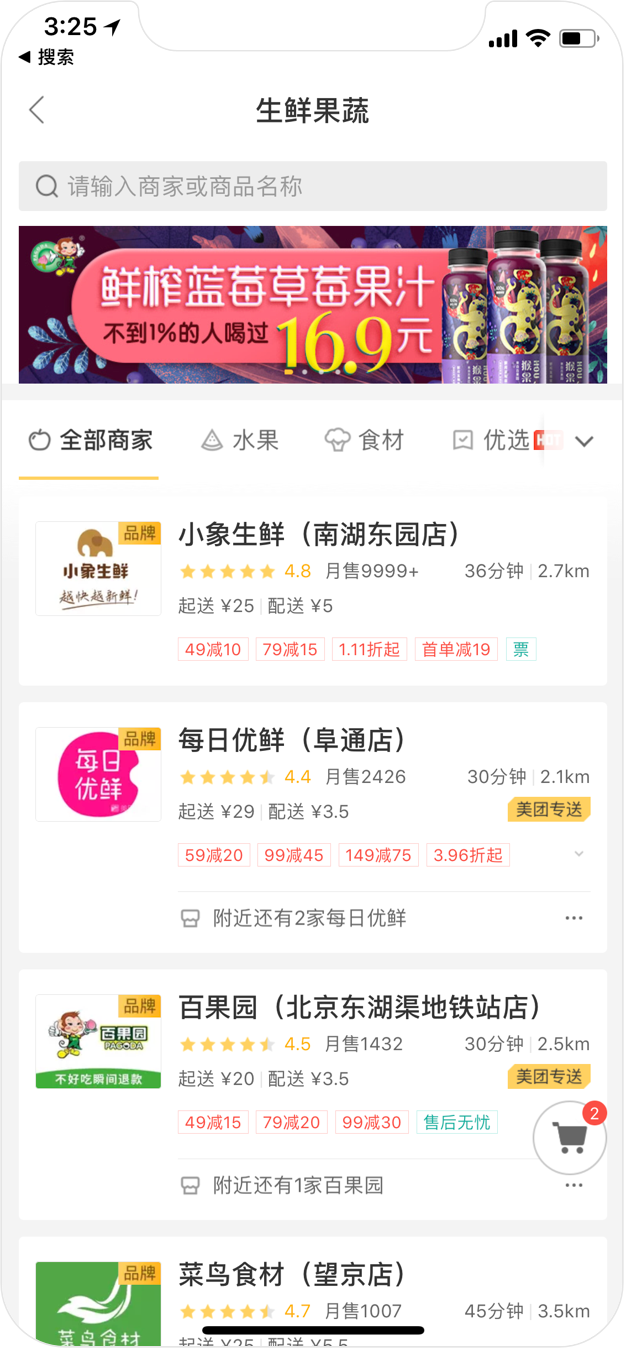 3:25
搜索
生鲜果蔬
请输入商家或商品名称
鲜榨蓝莓草莓果汁
不到1%的人喝过16.9元
全部商家 水果 食材 优选 HOT
品牌
小象生鲜
越快越新鲜!
小象生鲜（南湖东园店）
4.8 月售9999+ 36分钟 2.7km
起送 ¥25 配送 ¥5
49减10 79减15 1.11折起 首单减19 票
品牌
每日
优鲜
每日优鲜（阜通店）
4.4 月售2426 30分钟 2.1km
起送 ¥29 配送 ¥3.5 美团专送
59减20 99减45 149减75 3.96折起
附近还有2家每日优鲜
品牌
百果园
PAGODA
不好吃瞬间退款
百果园（北京东湖渠地铁站店）
4.5 月售1432 30分钟 2.5km
起送 ¥20 配送 ¥3.5 美团专送
49减15 79减20 99减30 售后无忧
2
附近还有1家百果园
品牌
菜鸟食材
菜鸟食材（望京店）
4.7 月售1007 45分钟 3.5km
起送 ¥25 配送 ¥5.5